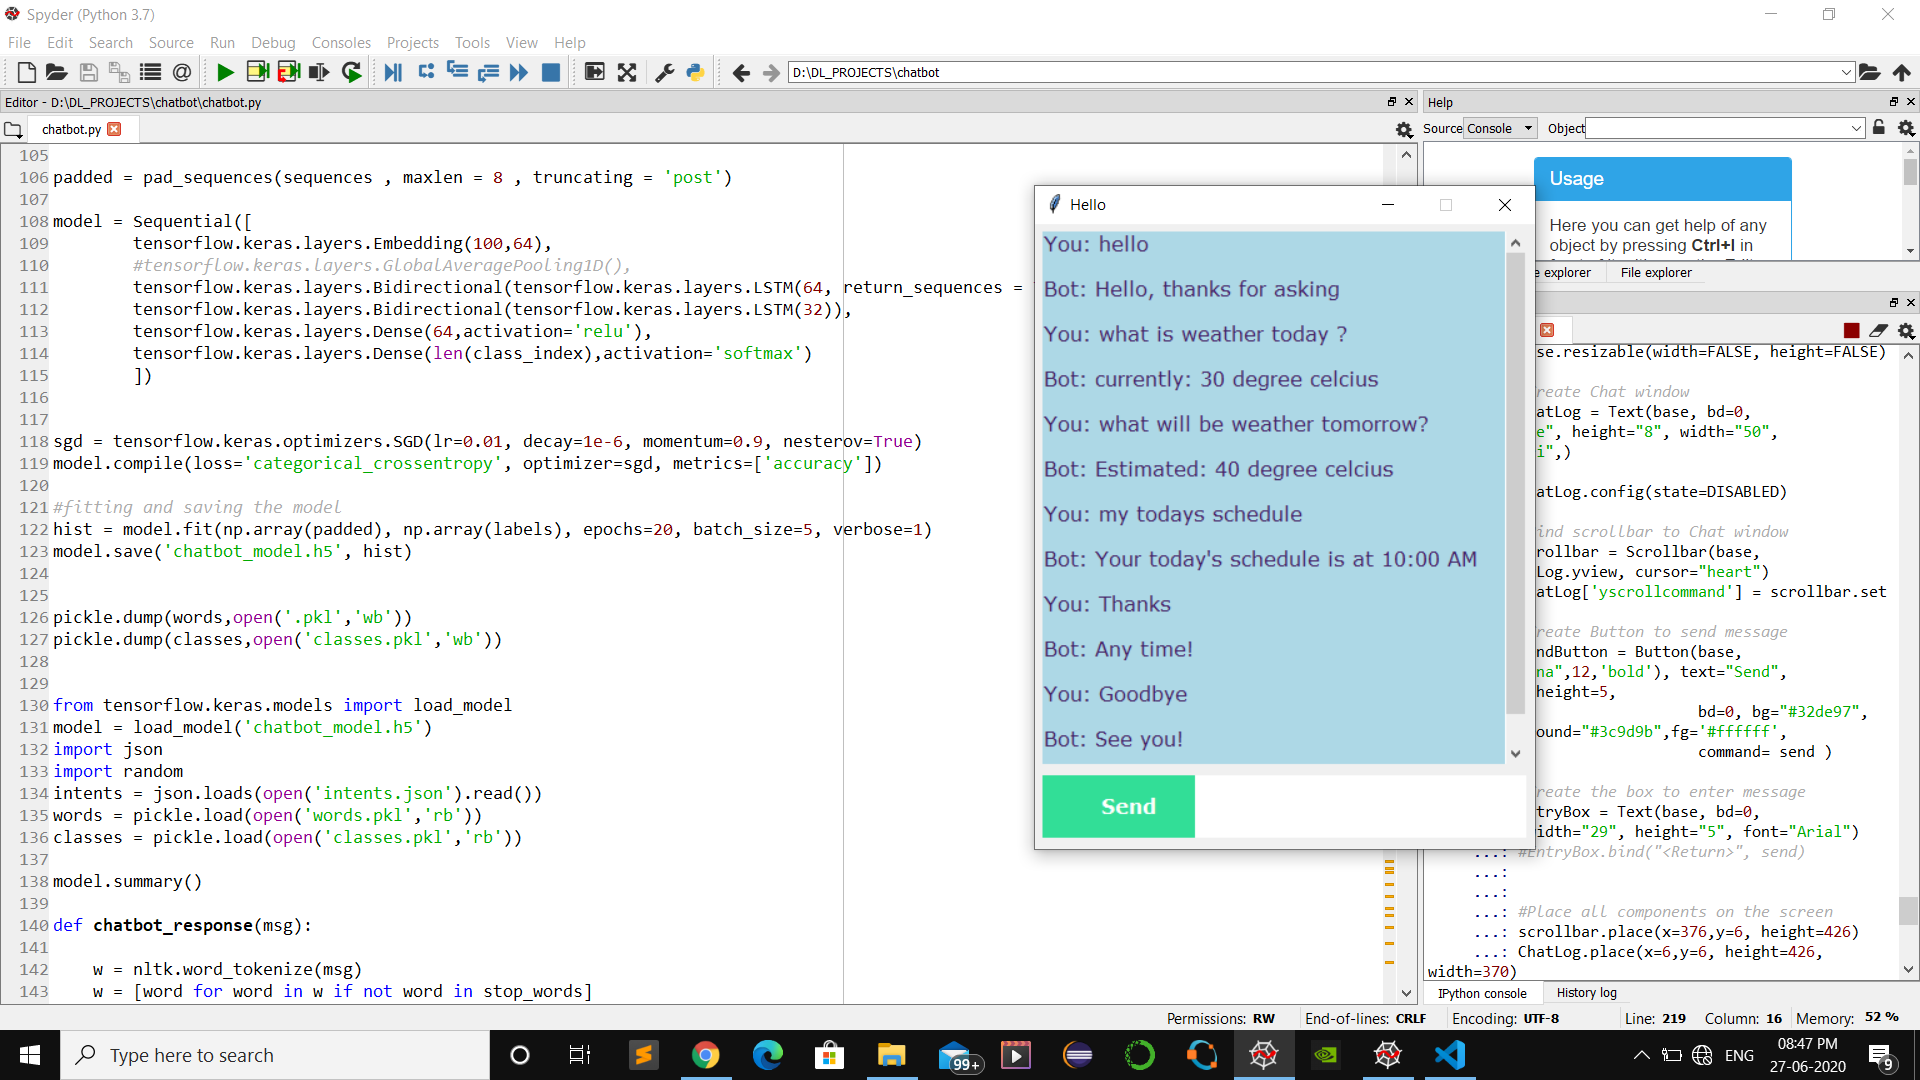 Spyder (Python 3.7)
File Edit Search Source Run Debug Consoles Projects Tools View Help
D:\DL_PROJECTS\chatbot
Editor - D:\DL_PROJECTS\chatbot\chatbot.py
chatbot.py
105
106 padded = pad_sequences(sequences , maxlen = 8 , truncating = 'post')
107
108 model = Sequential([
109 tensorflow.keras.layers.Embedding(100,64),
110 #tensorflow.keras.layers.GlobalAveragePooling1D(),
111 tensorflow.keras.layers.Bidirectional(tensorflow.keras.layers.LSTM(64, return_sequences =
112 tensorflow.keras.layers.Bidirectional(tensorflow.keras.layers.LSTM(32)),
113 tensorflow.keras.layers.Dense(64,activation='relu'),
114 tensorflow.keras.layers.Dense(len(class_index),activation='softmax')
115 ])
116
117
118 sgd = tensorflow.keras.optimizers.SGD(lr=0.01, decay=1e-6, momentum=0.9, nesterov=True)
119 model.compile(loss='categorical_crossentropy', optimizer=sgd, metrics=['accuracy'])
120
121 #fitting and saving the model
122 hist = model.fit(np.array(padded), np.array(labels), epochs=20, batch_size=5, verbose=1)
123 model.save('chatbot_model.h5', hist)
124
125
126 pickle.dump(words,open('.pkl','wb'))
127 pickle.dump(classes,open('classes.pkl','wb'))
128
129
130 from tensorflow.keras.models import load_model
131 model = load_model('chatbot_model.h5')
132 import json
133 import random
134 intents = json.loads(open('intents.json').read())
135 words = pickle.load(open('words.pkl','rb'))
136 classes = pickle.load(open('classes.pkl','rb'))
137
138 model.summary()
139
140 def chatbot_response(msg):
141
142 w = nltk.word_tokenize(msg)
143 w = [word for word in w if not word in stop_words]
Hello
You: hello
Bot: Hello, thanks for asking
You: what is weather today ?
Bot: currently: 30 degree celcius
You: what will be weather tomorrow?
Bot: Estimated: 40 degree celcius
You: my todays schedule
Bot: Your today's schedule is at 10:00 AM
You: Thanks
Bot: Any time!
You: Goodbye
Bot: See you!
Send
Help
Source Console Object
Usage
Here you can get help of any
object by pressing Ctrl+I in
e explorer File explorer
se.resizable(width=FALSE, height=FALSE)
reate Chat window
atLog = Text(base, bd=0,
e", height="8", width="50",
i",)
atLog.config(state=DISABLED)
ind scrollbar to Chat window
rollbar = Scrollbar(base,
Log.yview, cursor="heart")
atLog['yscrollcommand'] = scrollbar.set
reate Button to send message
ndButton = Button(base,
na",12,'bold'), text="Send",
height=5,
bd=0, bg="#32de97",
ound="#3c9d9b",fg='#ffffff',
command= send )
reate the box to enter message
tryBox = Text(base, bd=0,
idth="29", height="5", font="Arial")
...: #EntryBox.bind("<Return>", send)
...:
...:
...: #Place all components on the screen
...: scrollbar.place(x=376,y=6, height=426)
...: ChatLog.place(x=6,y=6, height=426,
width=370)
IPython console History log
Permissions: RW End-of-lines: CRLF Encoding: UTF-8 Line: 219 Column: 16 Memory: 52 %
Type here to search
99+
ENG
08:47 PM
27-06-2020
9